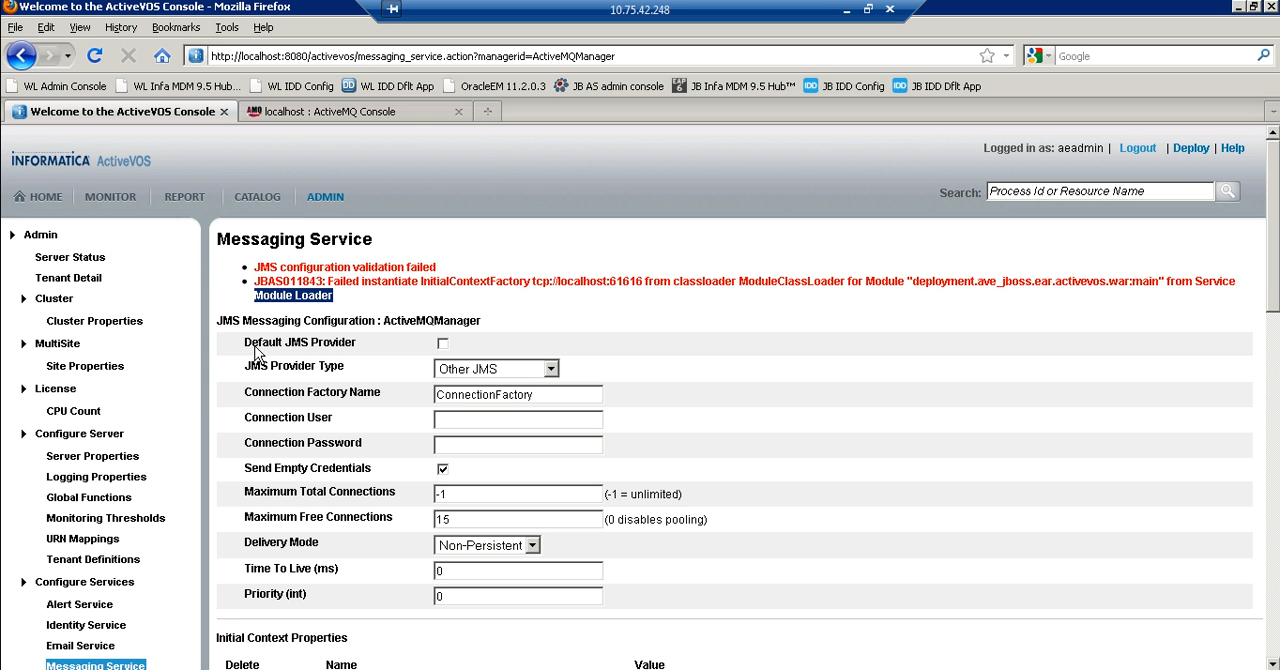 Welcome to the ActiveVOS Console - Mozilla Firefox
10.75.42.248
File Edit View History Bookmarks Tools Help
http://localhost:8080/activevos/messaging_service.action?managerid=ActiveMQManager
Google
WL Admin Console WL Infa MDM 9.5 Hub... WL IDD Config WL IDD Dflt App OracleEM 11.2.0.3 JB AS admin console JB Infa MDM 9.5 Hub™ JB IDD Config JB IDD Dflt App
Welcome to the ActiveVOS Console localhost : ActiveMQ Console
INFORMATICA ActiveVOS
Logged in as: aeadmin | Logout | Deploy | Help
HOME MONITOR REPORT CATALOG ADMIN
Search: Process Id or Resource Name
Admin
Server Status
Tenant Detail
Cluster
Cluster Properties
MultiSite
Site Properties
License
CPU Count
Configure Server
Server Properties
Logging Properties
Global Functions
Monitoring Thresholds
URN Mappings
Tenant Definitions
Configure Services
Alert Service
Identity Service
Email Service
Messaging Service
Messaging Service
• JMS configuration validation failed
• JBAS011843: Failed instantiate InitialContextFactory tcp://localhost:61616 from classloader ModuleClassLoader for Module "deployment.ave_jboss.ear.activevos.war:main" from Service
Module Loader
JMS Messaging Configuration : ActiveMQManager
Default JMS Provider
JMS Provider Type Other JMS
Connection Factory Name ConnectionFactory
Connection User
Connection Password
Send Empty Credentials
Maximum Total Connections -1 (-1 = unlimited)
Maximum Free Connections 15 (0 disables pooling)
Delivery Mode Non-Persistent
Time To Live (ms) 0
Priority (int) 0
Initial Context Properties
Delete Name Value